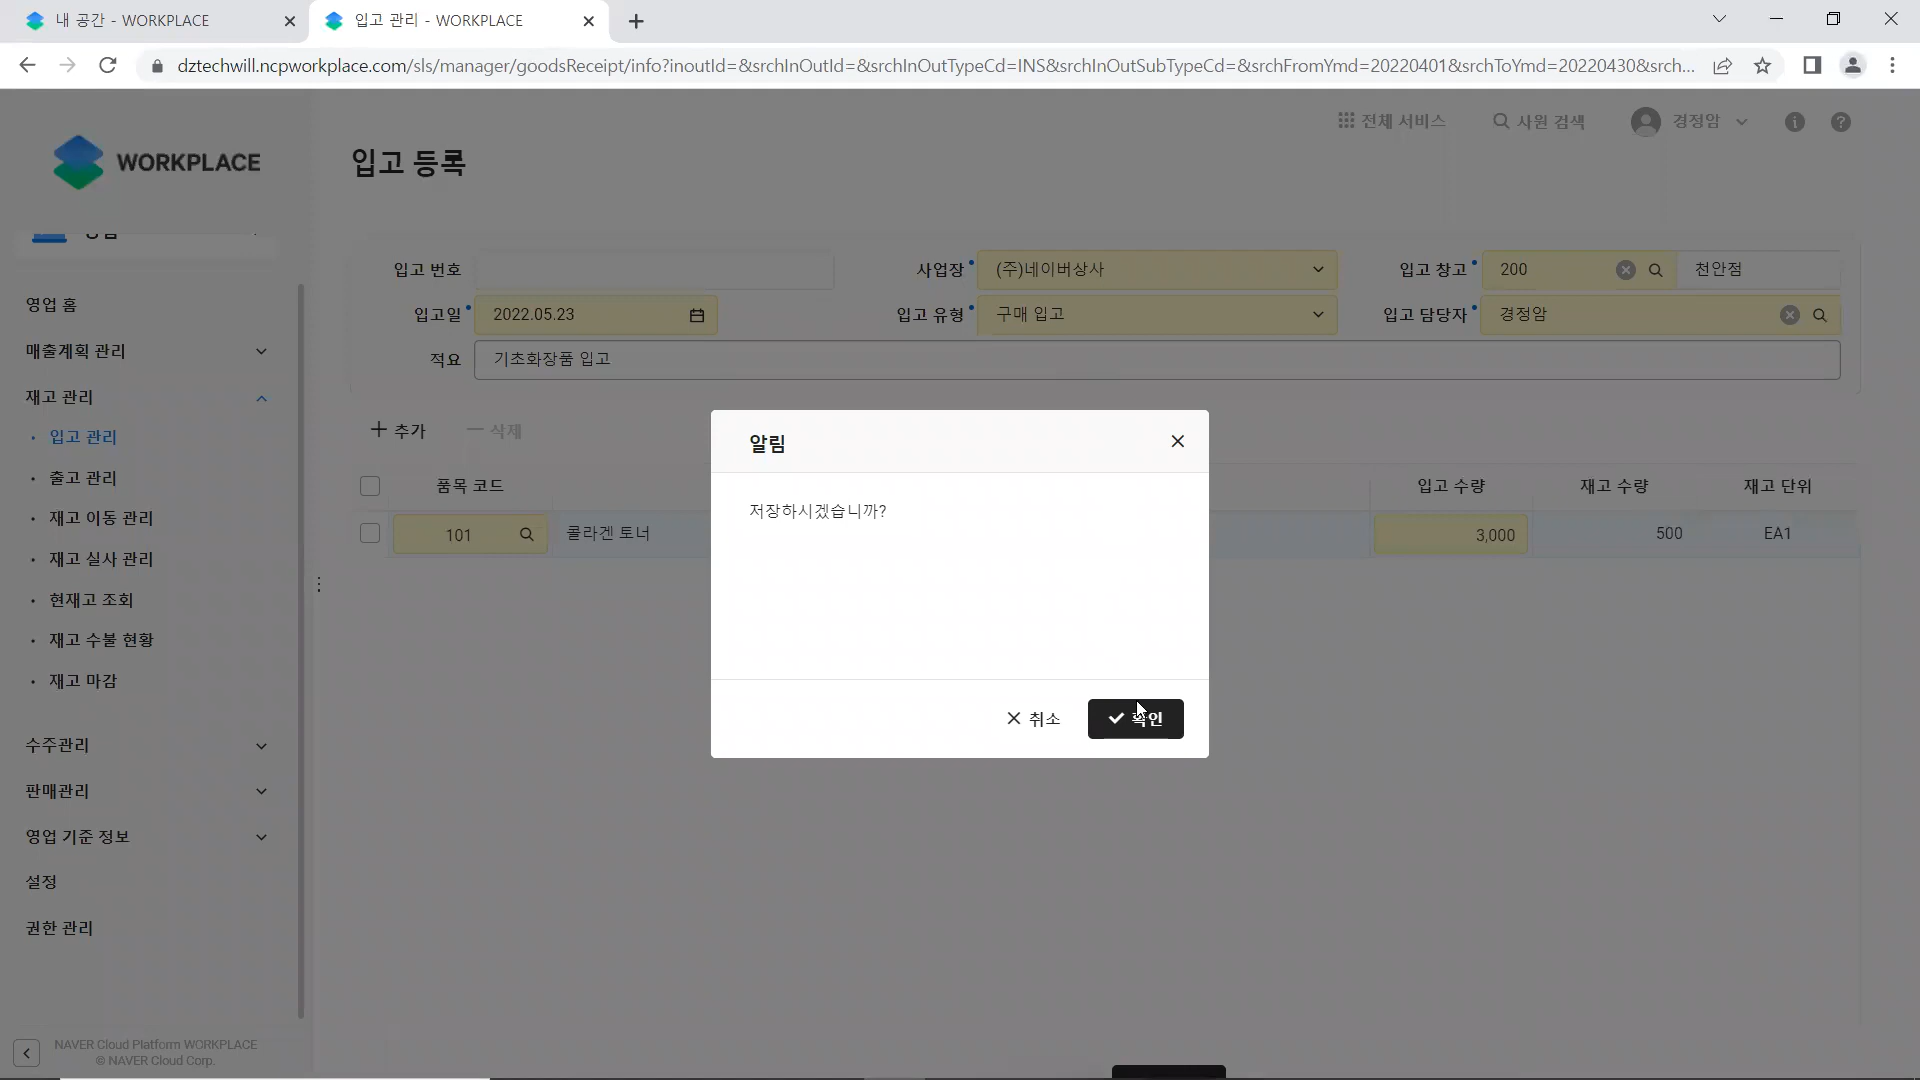 내 공간 - WORKPLACE
입고 관리 - WORKPLACE
dztechwill.ncpworkplace.com/sls/manager/goodsReceipt/info?inoutId=&srchInOutId=&srchInOutTypeCd=INS&srchInOutSubTypeCd=&srchFromYmd=20220401&srchToYmd=20220430&srch...
WORKPLACE
전체 서비스
사원 검색
경정암
입고 등록
입고 번호
사업장 (주)네이버상사
입고 창고 200 천안점
입고일 2022.05.23
입고 유형 구매 입고
입고 담당자 경정암
적요 기초화장품 입고
추가 삭제
품목 코드 입고 수량 재고 수량 재고 단위
101 콜라겐 토너 3,000 500 EA1
알림
저장하시겠습니까?
취소 확인
영업 홈
매출계획 관리
재고 관리
입고 관리
출고 관리
재고 이동 관리
재고 실사 관리
현재고 조회
재고 수불 현황
재고 마감
수주관리
판매관리
영업 기준 정보
설정
권한 관리
NAVER Cloud Platform WORKPLACE
© NAVER Cloud Corp.